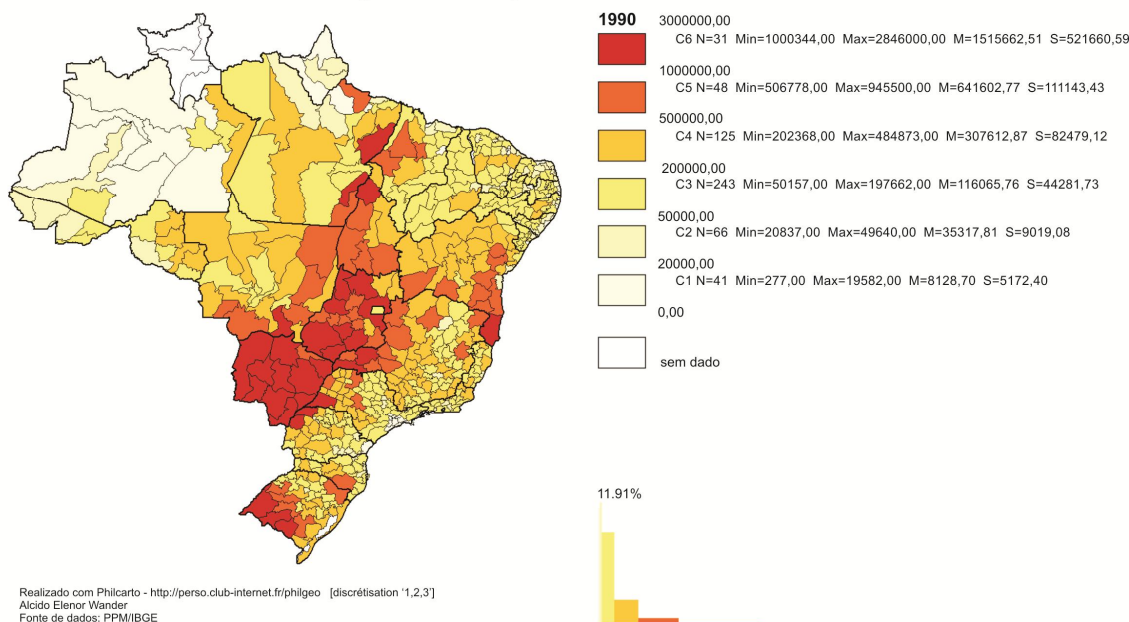 1990
3000000,00
C6 N=31 Min=1000344,00 Max=2846000,00 M=1515662,51 S=521660,59
1000000,00
C5 N=48 Min=506778,00 Max=945500,00 M=641602,77 S=111143,43
500000,00
C4 N=125 Min=202368,00 Max=484873,00 M=307612,87 S=82479,12
200000,00
C3 N=243 Min=50157,00 Max=197662,00 M=116065,76 S=44281,73
50000,00
C2 N=66 Min=20837,00 Max=49640,00 M=35317,81 S=9019,08
20000,00
C1 N=41 Min=277,00 Max=19582,00 M=8128,70 S=5172,40
0,00
sem dado
11.91%
Realizado com Philcarto - http://perso.club-internet.fr/philgeo [discrétisation '1,2,3']
Alcido Elenor Wander
Fonte de dados: PPM/IBGE